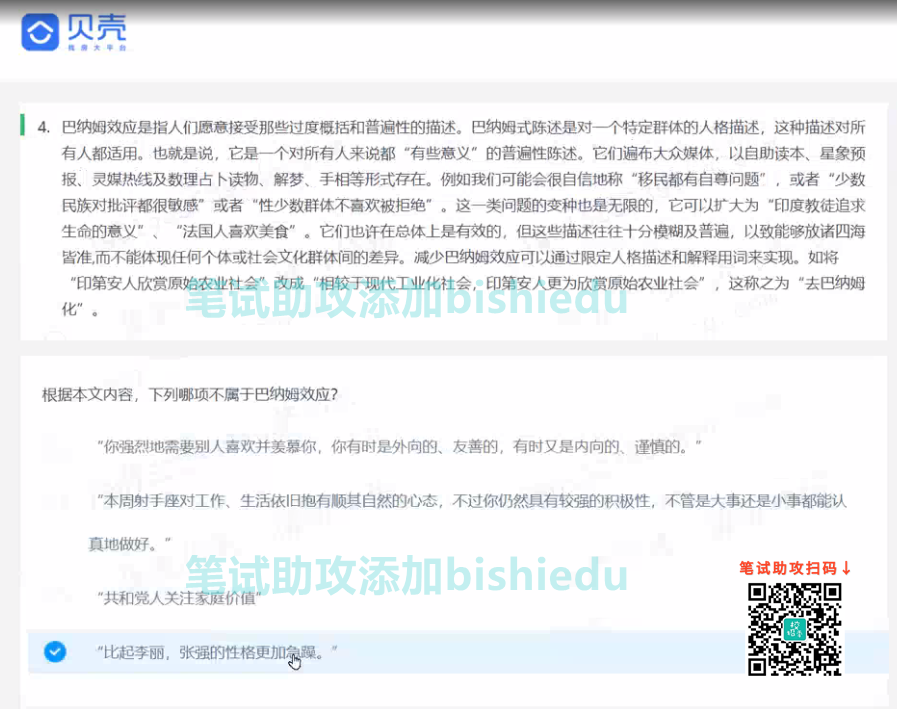 贝壳
找房大平台
4. 巴纳姆效应是指人们愿意接受那些过度概括和普遍性的描述。巴纳姆式陈述是对一个特定群体的人格描述，这种描述对所
有人都适用。也就是说，它是一个对所有人来说都“有些意义”的普遍性陈述。它们遍布大众媒体，以自助读本、星象预
报、灵媒热线及数理占卜读物、解梦、手相等形式存在。例如我们可能会很自信地称“移民都有自尊问题”，或者“少数
民族对批评都很敏感”或者“性少数群体不喜欢被拒绝”。这一类问题的变种也是无限的，它可以扩大为“印度教徒追求
生命的意义”、“法国人喜欢美食”。它们也许在总体上是有效的，但这些描述往往十分模糊及普遍，以致能够放诸四海
皆准,而不能体现任何个体或社会文化群体间的差异。减少巴纳姆效应可以通过限定人格描述和解释用词来实现。如将
“印第安人欣赏原始农业社会”改成“相较于现代工业化社会，印第安人更为欣赏原始农业社会”，这称之为“去巴纳姆
化”。
笔试助攻添加bishiedu
根据本文内容，下列哪项不属于巴纳姆效应？
“你强烈地需要别人喜欢并羡慕你，你有时是外向的、友善的，有时又是内向的、谨慎的。”
“本周射手座对工作、生活依旧抱有顺其自然的心态，不过你仍然具有较强的积极性，不管是大事还是小事都能认
真地做好。”
笔试助攻添加bishiedu
笔试助攻扫码↓
“共和党人关注家庭价值”
“比起李丽，张强的性格更加急躁。”